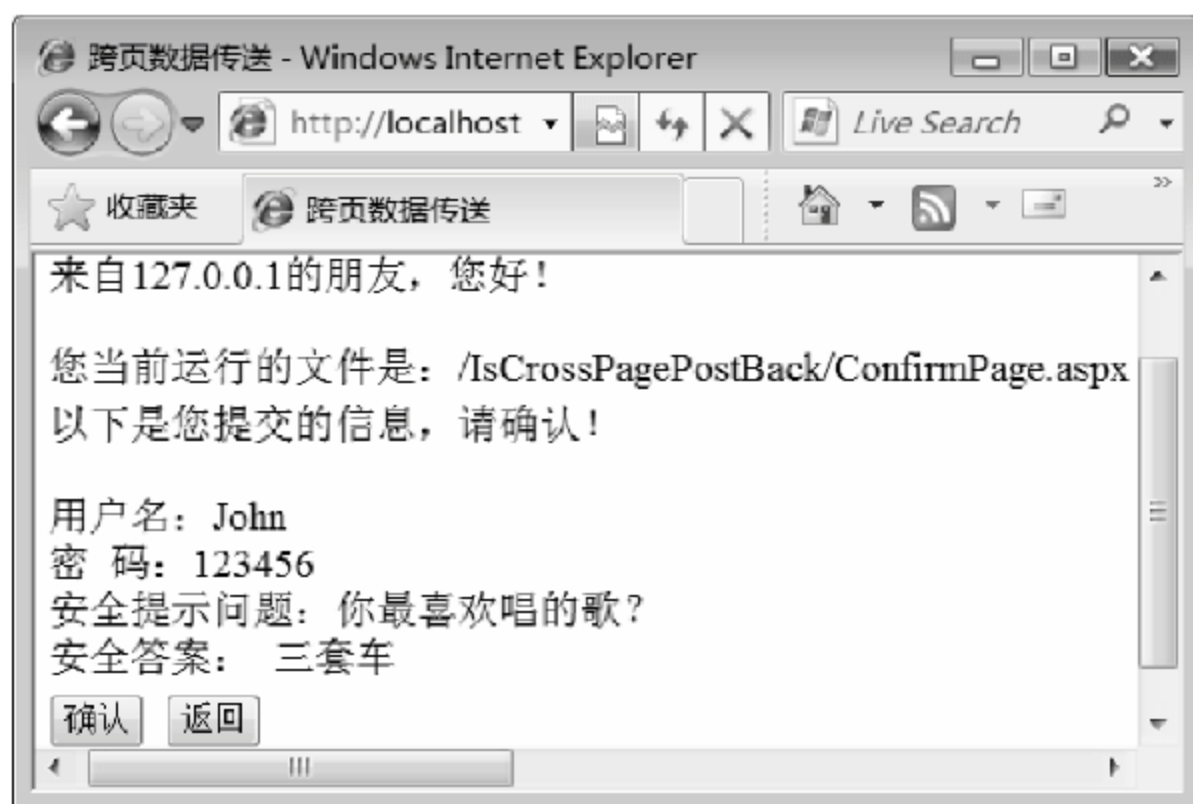 跨页数据传送 - Windows Internet Explorer
http://localhost
Live Search
收藏夹
跨页数据传送
来自127.0.0.1的朋友，您好！
您当前运行的文件是：/IsCrossPagePostBack/ConfirmPage.aspx
以下是您提交的信息，请确认！
用户名：John
密 码：123456
安全提示问题：你最喜欢唱的歌？
安全答案： 三套车
确认 返回